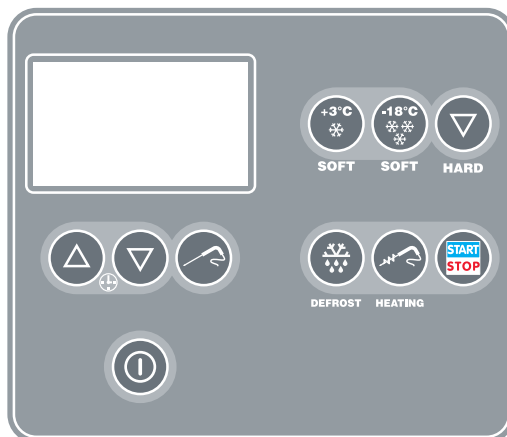 +3°C
-18°C
SOFT
SOFT
HARD
START
STOP
DEFROST
HEATING